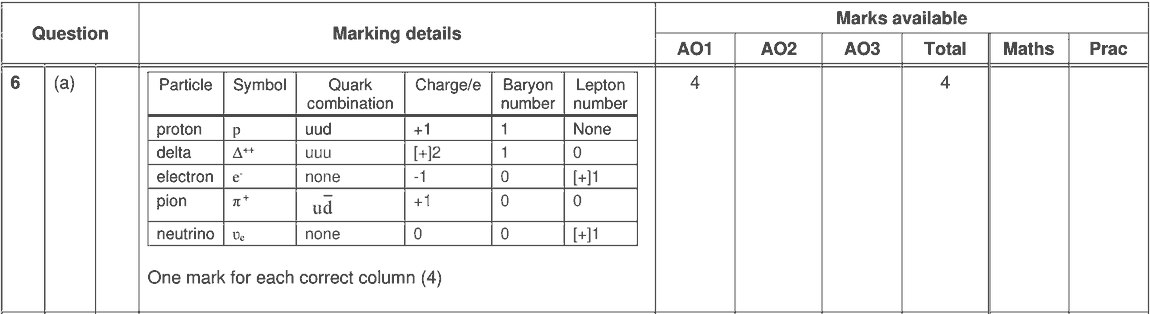 Question Marking details Marks available
AO1 AO2 AO3 Total Maths Prac
6 (a) 4 4
Particle Symbol Quark combination Charge/e Baryon number Lepton number
proton p uud +1 1 None
delta Δ⁺⁺ uuu [+]2 1 0
electron e⁻ none -1 0 [+]1
pion π⁺ ud̅ +1 0 0
neutrino υₑ none 0 0 [+]1
One mark for each correct column (4)